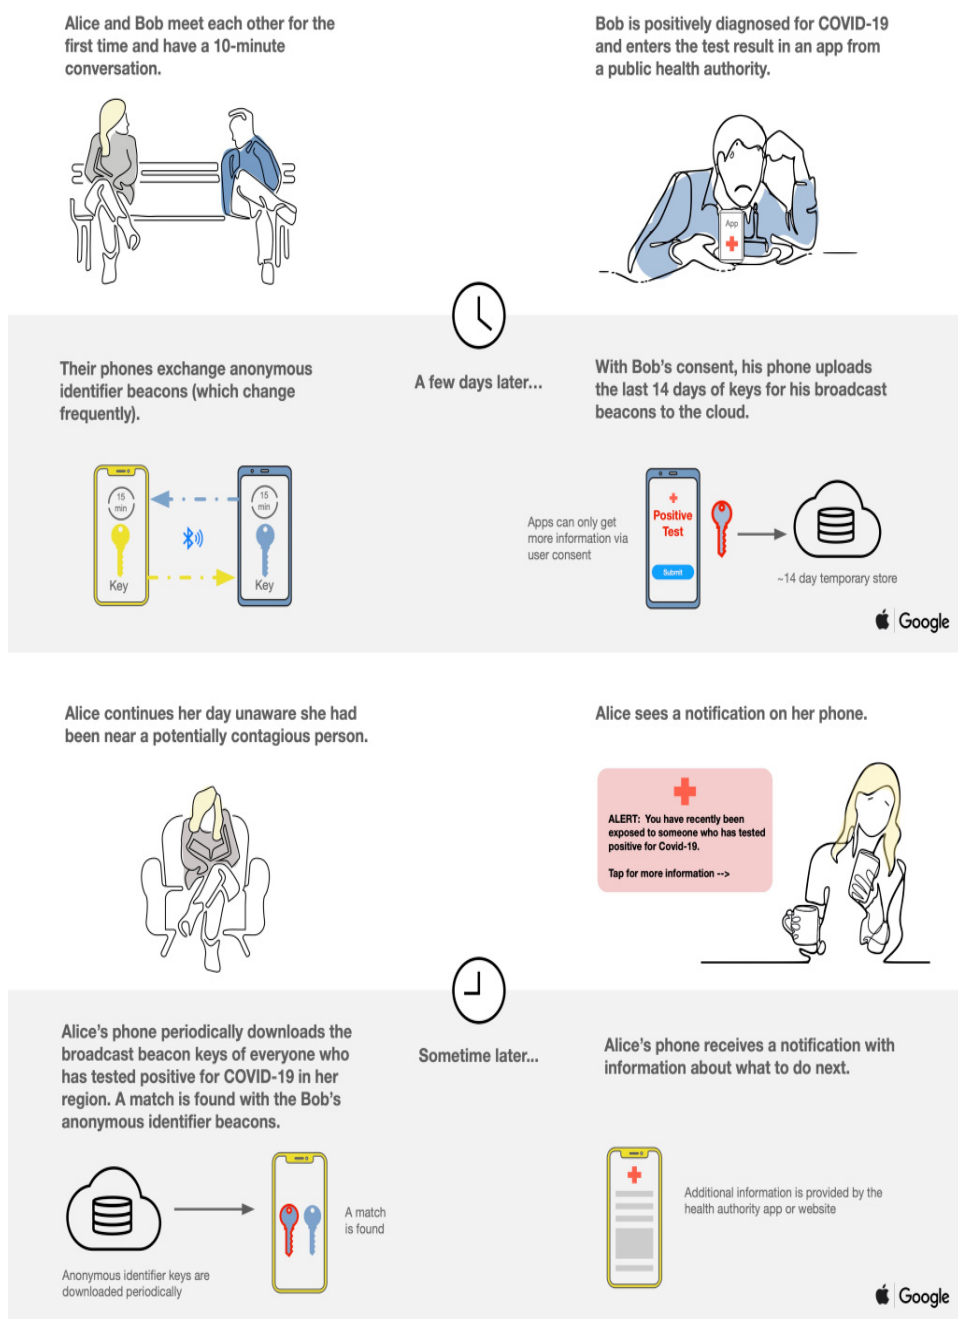 Alice and Bob meet each other for the
first time and have a 10-minute
conversation.
Bob is positively diagnosed for COVID-19
and enters the test result in an app from
a public health authority.
App
Their phones exchange anonymous
identifier beacons (which change
frequently).
A few days later...
With Bob's consent, his phone uploads
the last 14 days of keys for his broadcast
beacons to the cloud.
15
min
Key
15
min
Key
Apps can only get
more information via
user consent
Positive
Test
Submit
~14 day temporary store
Google
Alice continues her day unaware she had
been near a potentially contagious person.
Alice sees a notification on her phone.
ALERT: You have recently been
exposed to someone who has tested
positive for Covid-19.
Tap for more information -->
Alice's phone periodically downloads the
broadcast beacon keys of everyone who
has tested positive for COVID-19 in her
region. A match is found with the Bob's
anonymous identifier beacons.
Sometime later...
Alice's phone receives a notification with
information about what to do next.
A match
is found
Anonymous identifier keys are
downloaded periodically
Additional information is provided by the
health authority app or website
Google